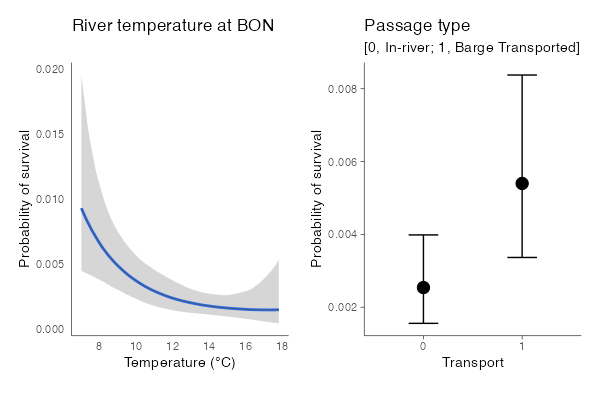 River temperature at BON
Probability of survival
0.020
0.015
0.010
0.005
0.000
8 10 12 14 16 18
Temperature (°C)
Passage type
[0, In-river; 1, Barge Transported]
Probability of survival
0.008
0.006
0.004
0.002
0 1
Transport